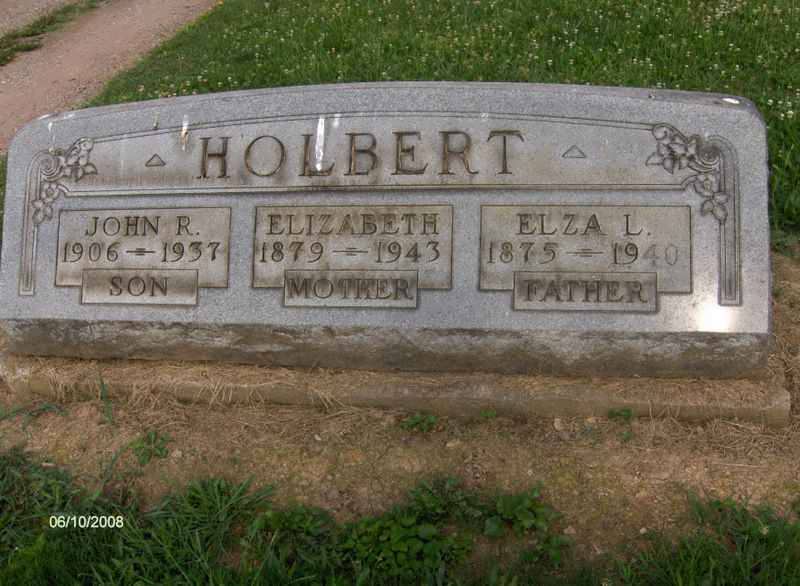 HOLBERT
JOHN R.
1906 — 1937
SON
ELIZABETH
1879 — 1943
MOTHER
ELZA L.
1875 — 1940
FATHER
06/10/2008